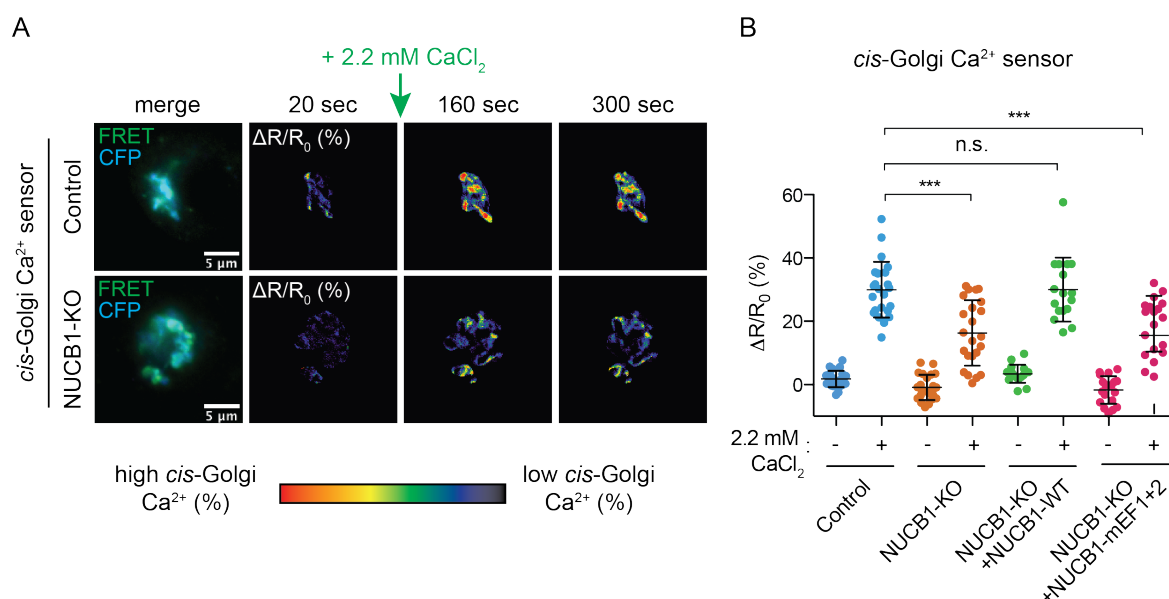 A
+ 2.2 mM CaCl₂
merge
20 sec
160 sec
300 sec
cis-Golgi Ca²⁺ sensor
Control
FRET
CFP
5 µm
ΔR/R₀ (%)
NUCB1-KO
FRET
CFP
5 µm
ΔR/R₀ (%)
high cis-Golgi
Ca²⁺ (%)
low cis-Golgi
Ca²⁺ (%)
B
cis-Golgi Ca²⁺ sensor
***
n.s.
***
ΔR/R₀ (%)
60
40
20
0
2.2 mM :
CaCl₂
- + - + - + - +
Control
NUCB1-KO
NUCB1-KO
+NUCB1-WT
NUCB1-KO
+NUCB1-mEF1+2